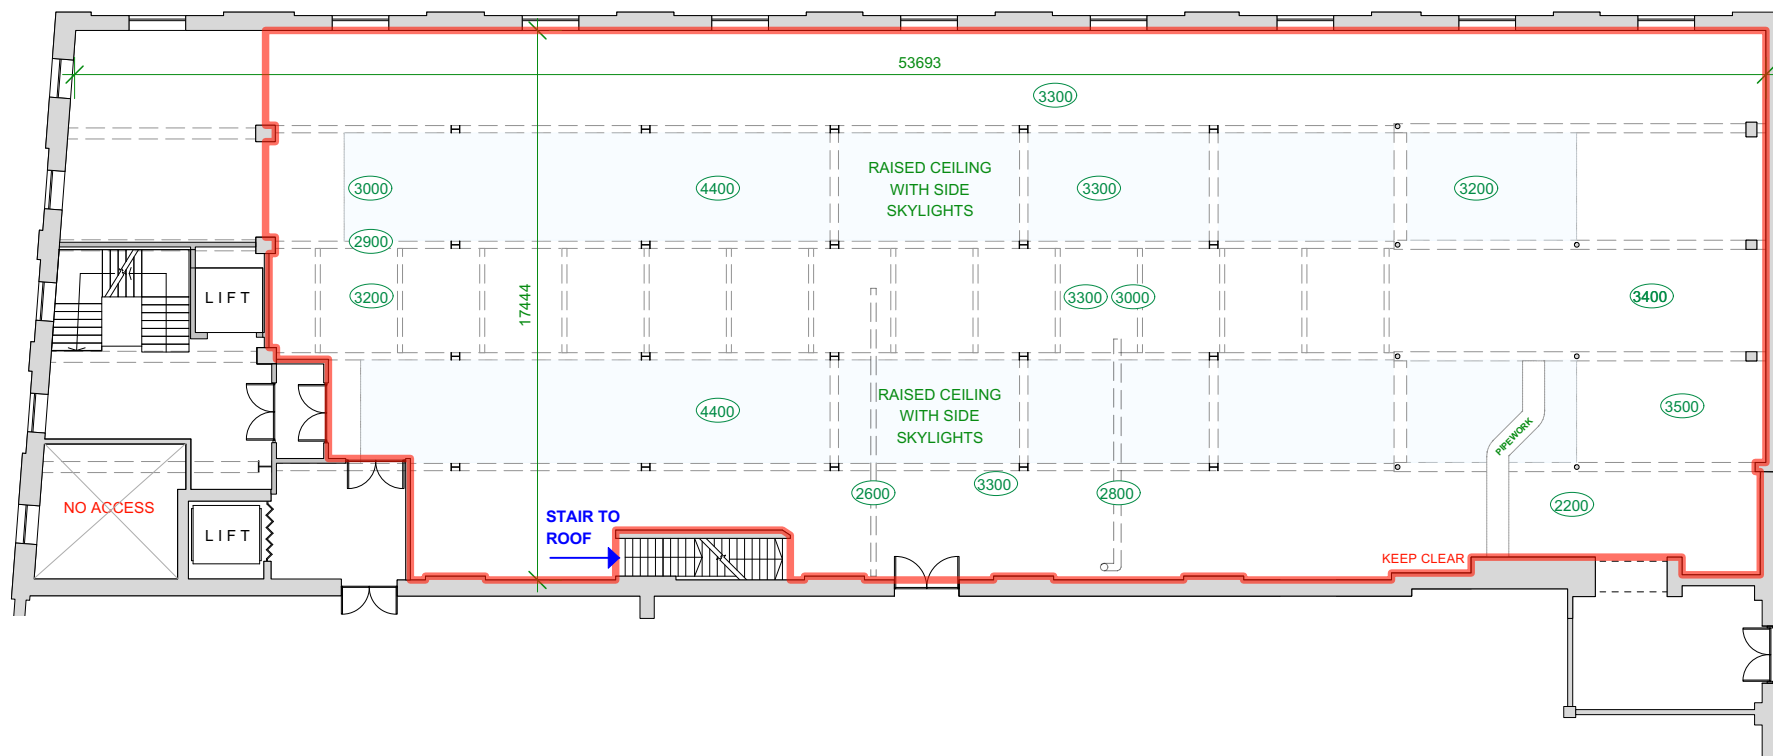 53693
3300
RAISED CEILING
WITH SIDE
SKYLIGHTS
3000
4400
3300
3200
2900
LIFT
3200
17444
3300
3000
3400
RAISED CEILING
WITH SIDE
SKYLIGHTS
4400
3500
PIPEWORK
NO ACCESS
2600
3300
2800
2200
STAIR TO
ROOF
LIFT
KEEP CLEAR